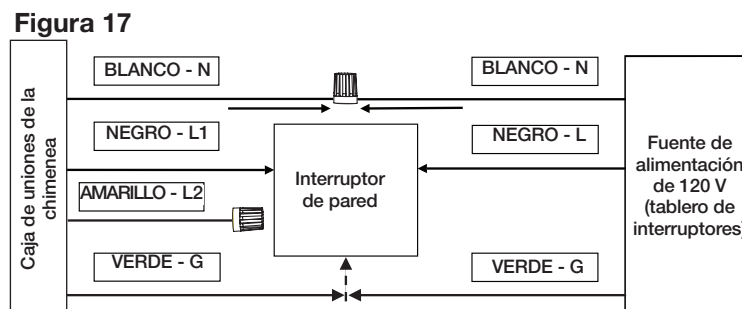 Figura 17
BLANCO - N
BLANCO - N
NEGRO - L1
NEGRO - L
AMARILLO - L2
VERDE - G
VERDE - G
Caja de uniones de la
chimenea
Interruptor
de pared
Fuente de
alimentación
de 120 V
(tablero de
interruptores)